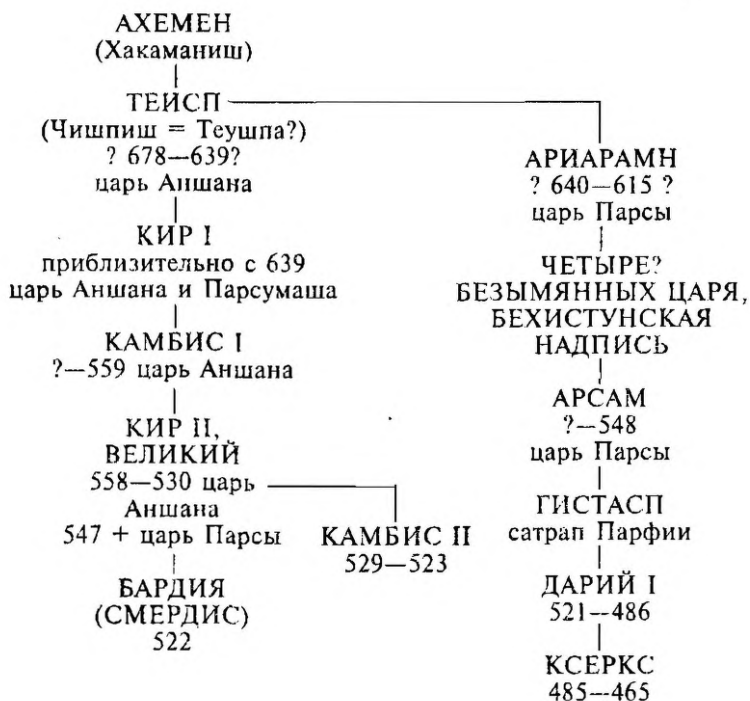 АХЕМЕН
(Хакаманиш)
ТЕИСП
(Чишпиш = Теушпа?)
? 678—639?
царь Аншана
КИР I
приблизительно с 639
царь Аншана и Парсумаша
КАМБИС I
?—559 царь Аншана
КИР II,
ВЕЛИКИЙ
558—530 царь
Аншана
547 + царь Парсы
БАРДИЯ
(СМЕРДИС)
522
КАМБИС II
529—523
АРИАРАМН
? 640—615 ?
царь Парсы
ЧЕТЫРЕ?
БЕЗЫМЯННЫХ ЦАРЯ,
БЕХИСТУНСКАЯ
НАДПИСЬ
АРСАМ
?—548
царь Парсы
ГИСТАСП
сатрап Парфии
ДАРИЙ I
521—486
КСЕРКС
485—465